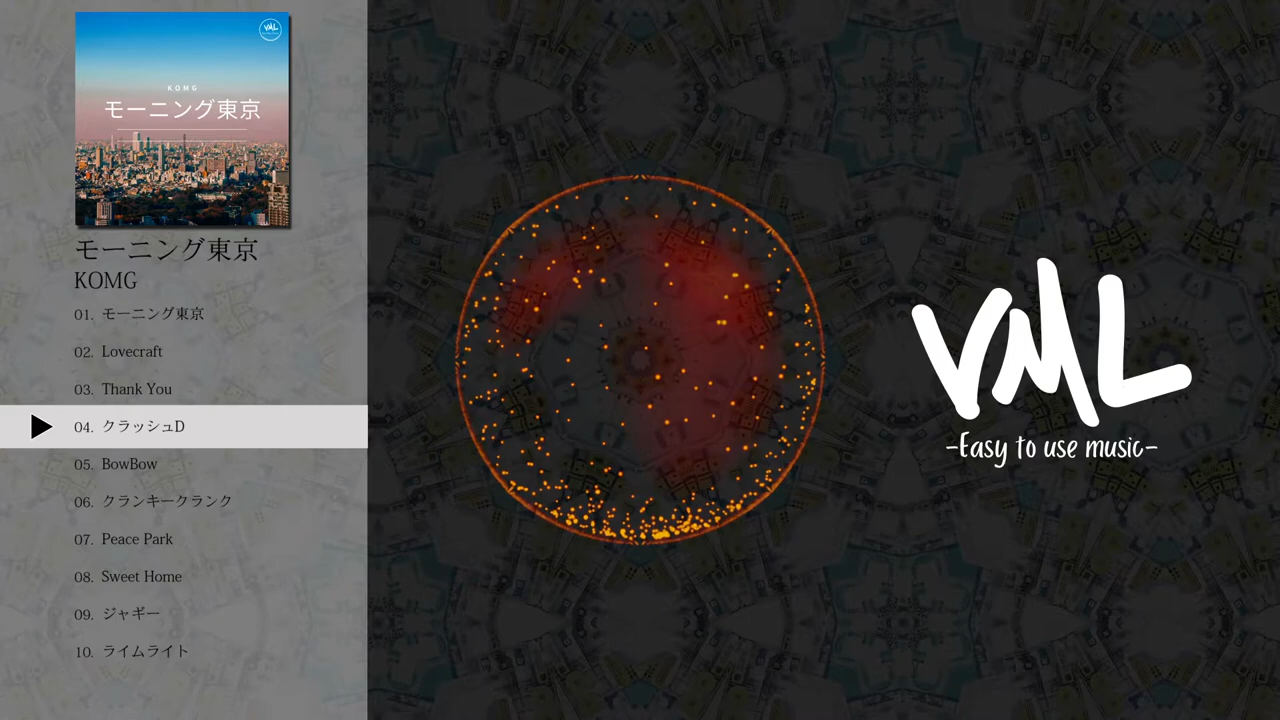 VML
KOMG
モーニング東京
モーニング東京
KOMG
01. モーニング東京
02. Lovecraft
03. Thank You
04. クラッシュD
05. BowBow
06. クランキークランク
07. Peace Park
08. Sweet Home
09. ジャギー
10. ライムライト
VML
-Easy to use music-